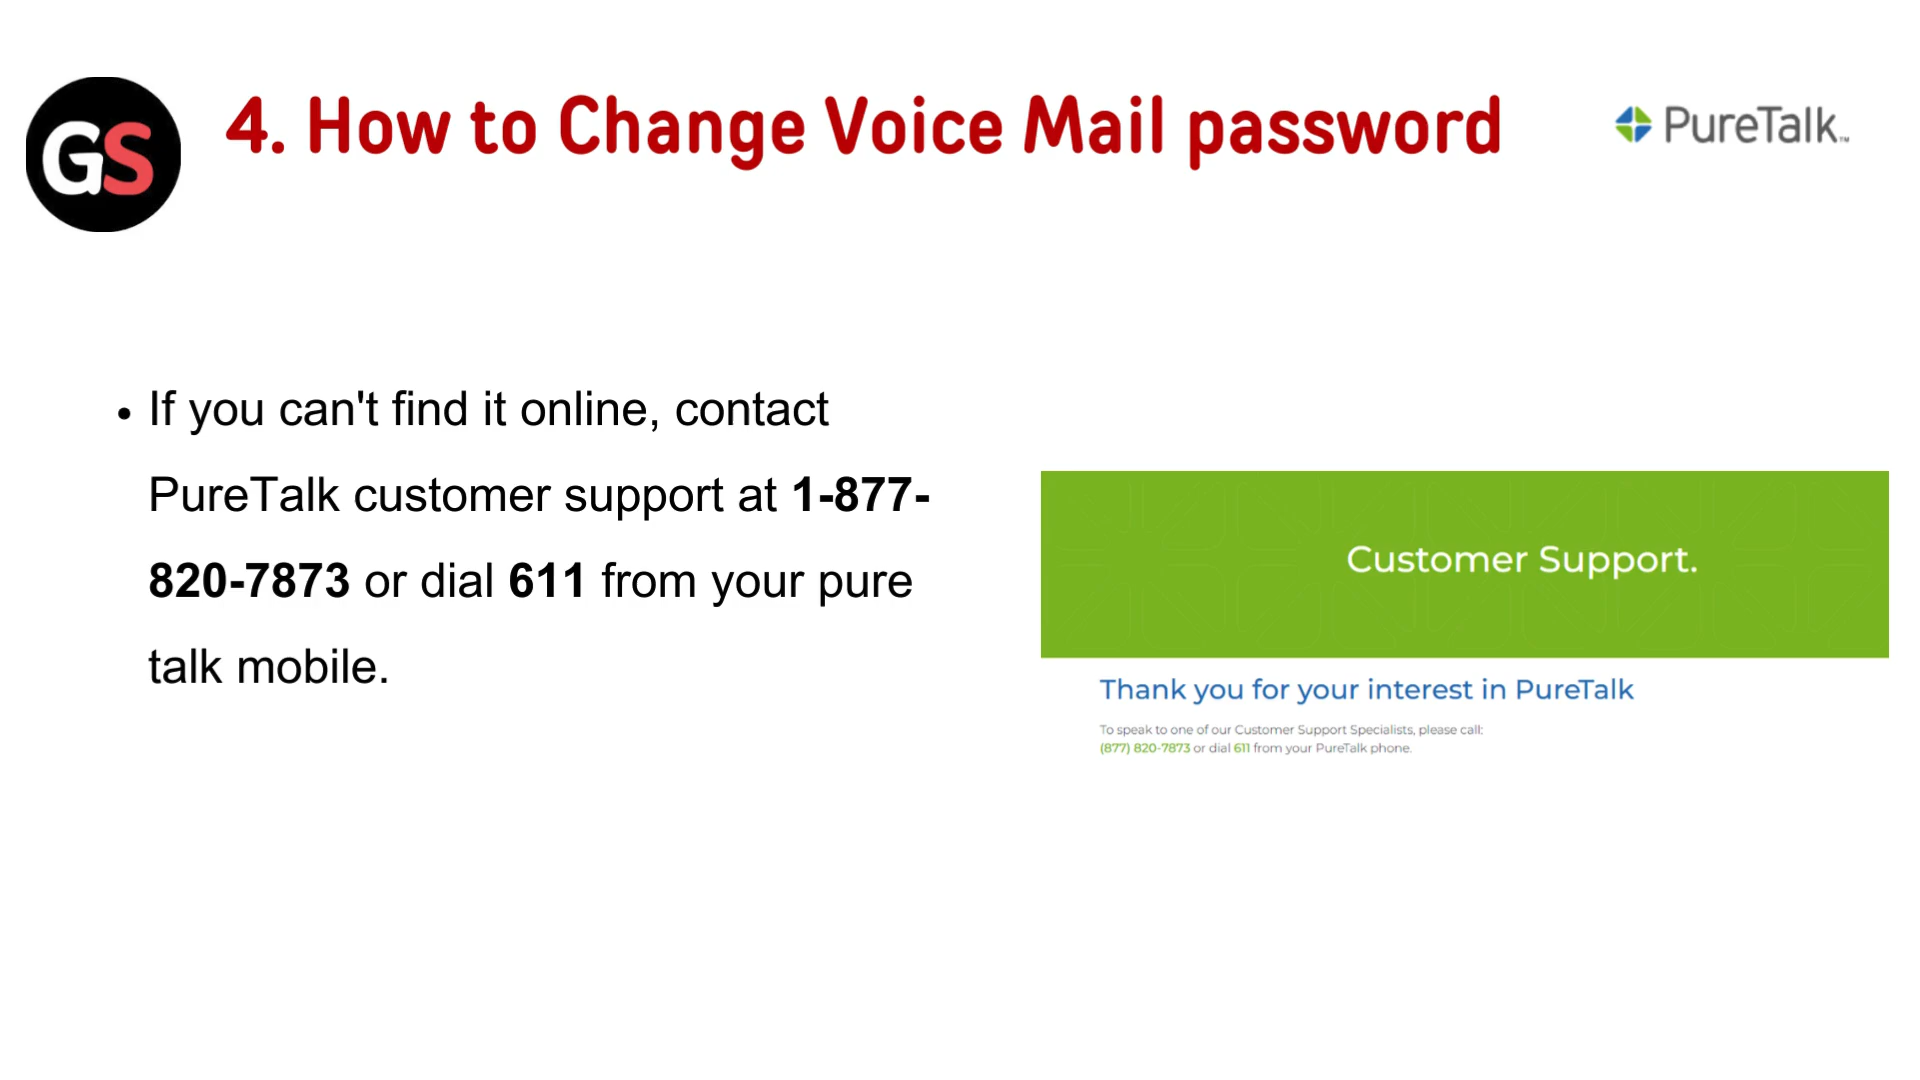 GS
4. How to Change Voice Mail password
PureTalk™
• If you can't find it online, contact
PureTalk customer support at 1-877-
820-7873 or dial 611 from your pure
talk mobile.
Customer Support.
Thank you for your interest in PureTalk
To speak to one of our Customer Support Specialists, please call:
(877) 820-7873 or dial 611 from your PureTalk phone.